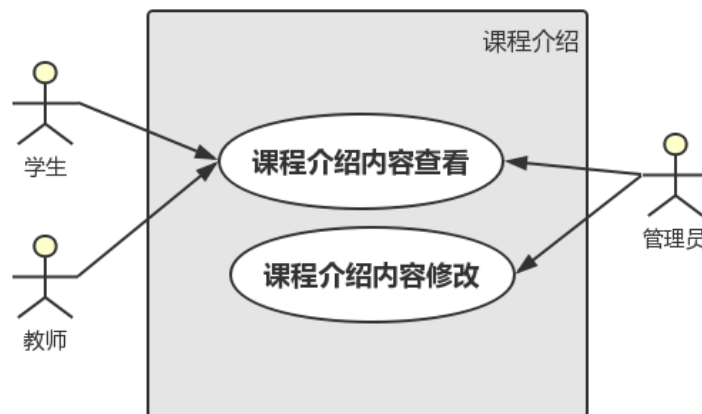 课程介绍
学生
课程介绍内容查看
管理员
课程介绍内容修改
教师